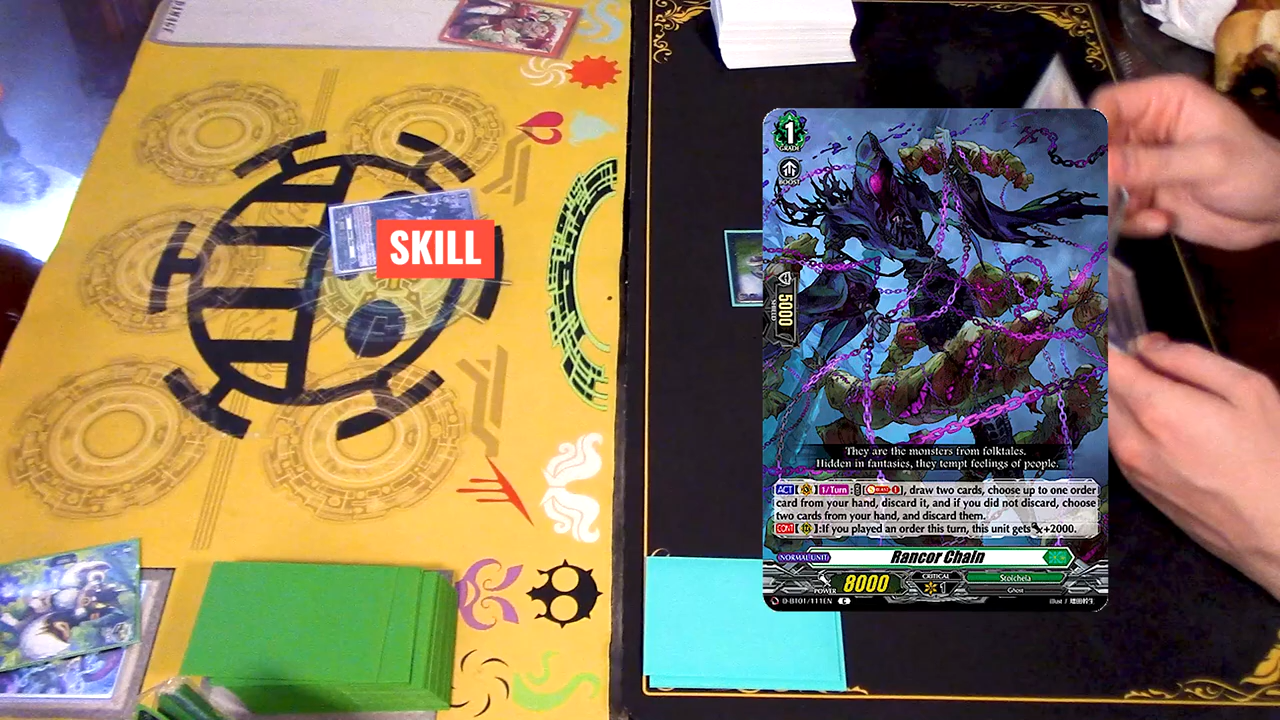 DAMAGE
1
GRADE
BOOST
SKILL
5000
SHIELD
They are the monsters from folktales.
Hidden in fantasies, they tempt feelings of people.
ACT 1/Turn : , draw two cards, choose up to one order
card from your hand, discard it, and if you did not discard, choose
two cards from your hand, and discard them.
CONT : If you played an order this turn, this unit gets +2000.
NORMAL UNIT
Rancor Chain
POWER 8000
CRITICAL
1
Stoicheia
Ghost
D-BT01/111EN C